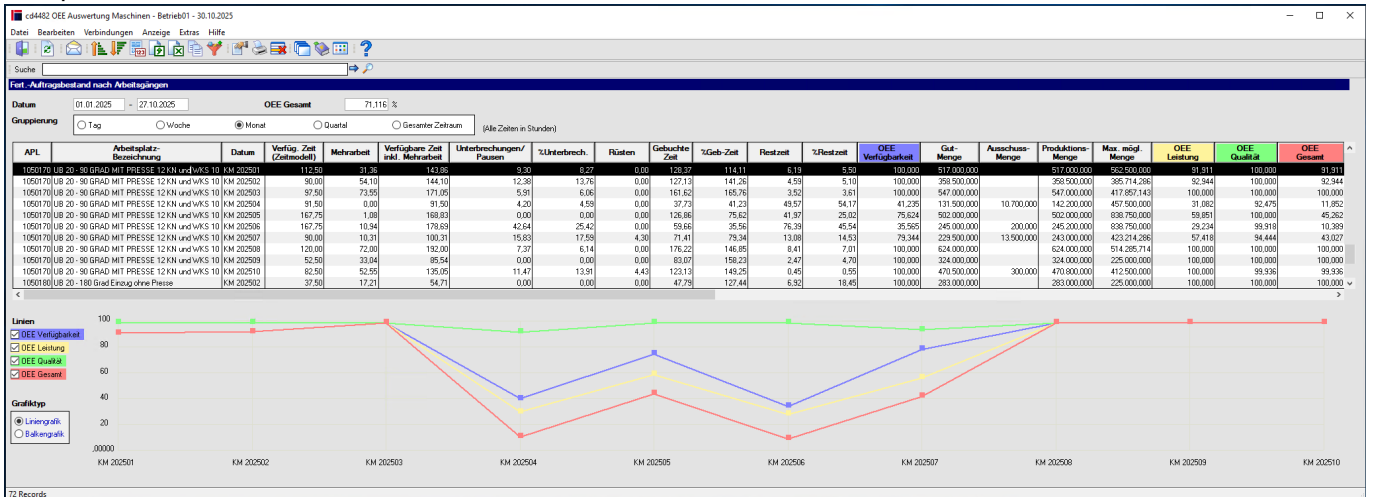 cd4482 OEE Auswertung Maschinen - Betrieb01 - 30.10.2025
Datei Bearbeiten Verbindungen Anzeige Extras Hilfe
Suche
Fert.-Auftragsbestand nach Arbeitsgängen
Datum 01.01.2025 - 27.10.2025 OEE Gesamt 71,116 %
Gruppierung Tag Woche Monat Quartal Gesamter Zeitraum (Alle Zeiten in Stunden)
APL Arbeitsplatz-Bezeichnung Datum Verfüg. Zeit (Zeitmodell) Mehrarbeit Verfügbare Zeit inkl. Mehrarbeit Unterbrechungen/Pausen %Unterbrech. Rüsten Gebuchte Zeit %Geb-Zeit Restzeit %Restzeit OEE Verfügbarkeit Gut-Menge Ausschuss-Menge Produktions-Menge Max. mögl. Menge OEE Leistung OEE Qualität OEE Gesamt
1050170 UB 20 - 90 GRAD MIT PRESSE 12 KN und WKS 10 KM 202501 112,50 31,36 143,86 9,30 8,27 0,00 128,37 114,11 6,19 5,50 100,000 517.000,000 517.000,000 562.500,000 91,911 100,000 91,911
1050170 UB 20 - 90 GRAD MIT PRESSE 12 KN und WKS 10 KM 202502 90,00 54,10 144,10 12,38 13,76 0,00 127,13 141,26 4,59 5,10 100,000 358.500,000 358.500,000 385.714,286 92,944 100,000 92,944
1050170 UB 20 - 90 GRAD MIT PRESSE 12 KN und WKS 10 KM 202503 97,50 73,55 171,05 5,91 6,06 0,00 161,62 165,76 3,52 3,61 100,000 547.000,000 547.000,000 417.857,143 100,000 100,000 100,000
1050170 UB 20 - 90 GRAD MIT PRESSE 12 KN und WKS 10 KM 202504 91,50 0,00 91,50 4,20 4,59 0,00 37,73 41,23 49,57 54,17 41,235 131.500,000 10.700,000 142.200,000 457.500,000 31,082 92,475 11,852
1050170 UB 20 - 90 GRAD MIT PRESSE 12 KN und WKS 10 KM 202505 167,75 1,08 168,83 0,00 0,00 0,00 126,86 75,62 41,97 25,02 75,624 502.000,000 502.000,000 838.750,000 59,851 100,000 45,262
1050170 UB 20 - 90 GRAD MIT PRESSE 12 KN und WKS 10 KM 202506 167,75 10,94 178,69 42,64 25,42 0,00 59,66 35,56 76,39 45,54 35,565 245.000,000 200,000 245.200,000 838.750,000 29,234 99,918 10,389
1050170 UB 20 - 90 GRAD MIT PRESSE 12 KN und WKS 10 KM 202507 90,00 10,31 100,31 15,83 17,59 4,30 71,41 79,34 13,08 14,53 79,344 229.500,000 13.500,000 243.000,000 423.214,286 57,418 94,444 43,027
1050170 UB 20 - 90 GRAD MIT PRESSE 12 KN und WKS 10 KM 202508 120,00 72,00 192,00 7,37 6,14 0,00 176,22 146,85 8,41 7,01 100,000 624.000,000 624.000,000 514.285,714 100,000 100,000 100,000
1050170 UB 20 - 90 GRAD MIT PRESSE 12 KN und WKS 10 KM 202509 52,50 33,04 85,54 0,00 0,00 0,00 83,07 158,23 2,47 4,70 100,000 324.000,000 324.000,000 225.000,000 100,000 100,000 100,000
1050170 UB 20 - 90 GRAD MIT PRESSE 12 KN und WKS 10 KM 202510 82,50 52,55 135,05 11,47 13,91 4,43 123,13 149,25 0,45 0,55 100,000 470.500,000 300,000 470.800,000 412.500,000 100,000 99,936 99,936
1050180 UB 20 - 180 Grad Einzug ohne Presse KM 202502 37,50 17,21 54,71 0,00 0,00 0,00 47,79 127,44 6,92 18,45 100,000 283.000,000 283.000,000 225.000,000 100,000 100,000 100,000
Linien
OEE Verfügbarkeit
OEE Leistung
OEE Qualität
OEE Gesamt
Grafiktyp
Liniengrafik
Balkengrafik
100
80
60
40
20
,00000
KM 202501 KM 202502 KM 202503 KM 202504 KM 202505 KM 202506 KM 202507 KM 202508 KM 202509 KM 202510
72 Records